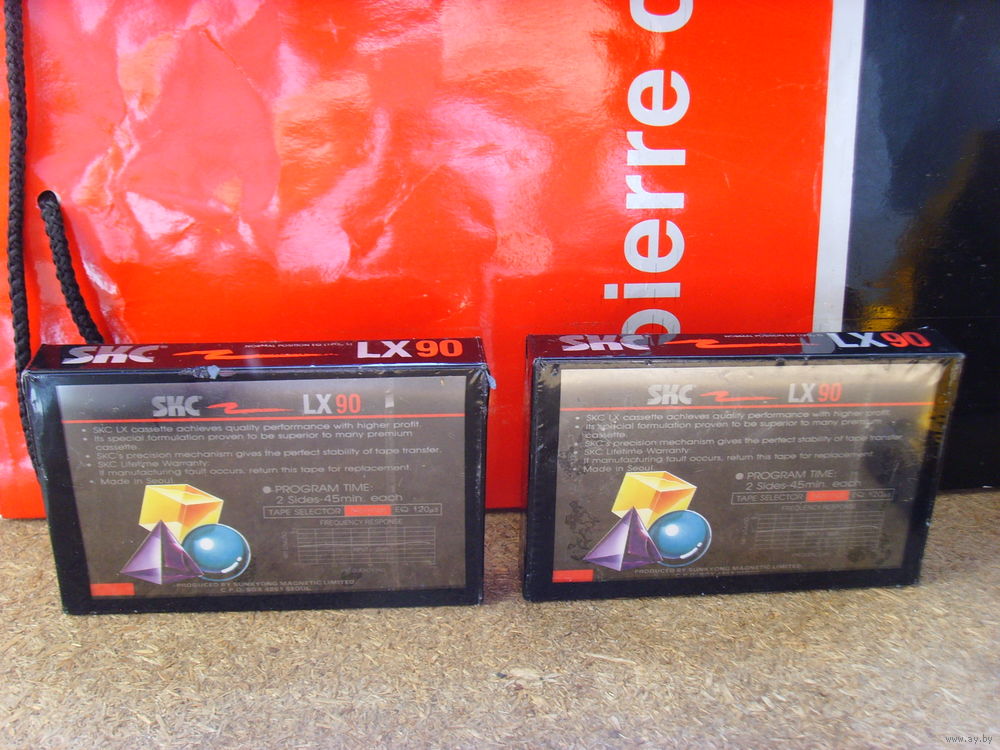 pierre c
SKC LX 90
SKC LX 90
• SKC LX cassette achieves quality performance with higher profit.
• Its special formulation proven to be superior to many premium
cassette.
• SKC's precision mechanism gives the perfect stability of tape transfer.
• SKC Lifetime Warranty:
If manufacturing fault occurs, return this tape for replacement.
• Made in Seoul.
● PROGRAM TIME:
2 Sides-45min. each
TAPE SELECTOR EQ 120µs
FREQUENCY RESPONSE
PRODUCED BY SUNKYONG MAGNETIC LIMITED
C.P.O. BOX SEOUL
SKC NORMAL POSITION LX 90
SKC LX 90
• SKC LX cassette achieves quality performance with higher profit.
• Its special formulation proven to be superior to many premium
cassette.
• SKC's precision mechanism gives the perfect stability of tape transfer.
• SKC Lifetime Warranty:
If manufacturing fault occurs, return this tape for replacement.
• Made in Seoul.
● PROGRAM TIME:
2 Sides-45min. each
TAPE SELECTOR EQ 120µs
FREQUENCY RESPONSE
PRODUCED BY SUNKYONG MAGNETIC LIMITED
www.ay.by